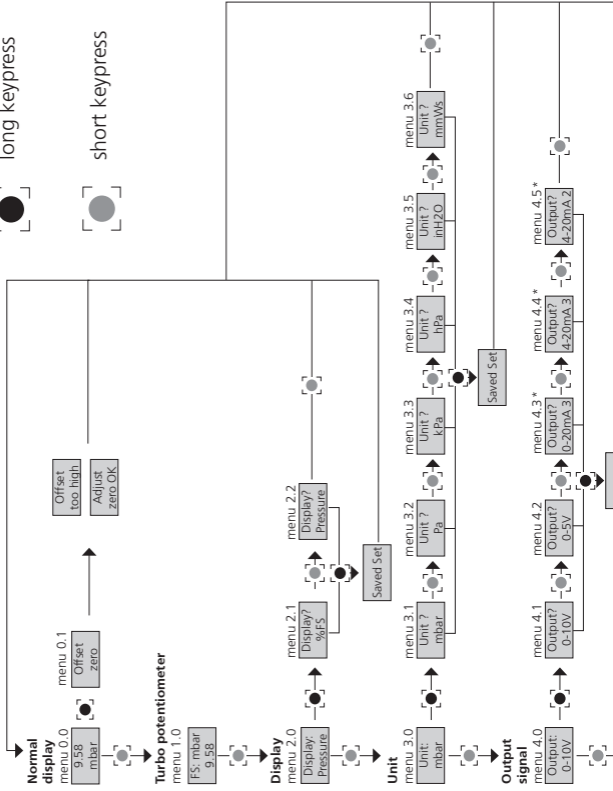 long keypress
short keypress
Normal
display
menu 0.0
9.58
mbar
menu 0.1
Offset
zero
Offset
too high
Adjust
zero OK
Turbo potentiometer
menu 1.0
FS: mbar
9.58
Display
menu 2.0
Display:
Pressure
menu 2.1
Display?
%FS
menu 2.2
Display?
Pressure
Saved Set
Unit
menu 3.0
Unit:
mbar
menu 3.1
Unit ?
mbar
menu 3.2
Unit ?
Pa
menu 3.3
Unit ?
kPa
menu 3.4
Unit ?
hPa
menu 3.5
Unit ?
inH2O
menu 3.6
Unit ?
mmWs
Saved Set
Output
signal
menu 4.0
Output:
0-10V
menu 4.1
Output?
0-10V
menu 4.2
Output?
0-5V
menu 4.3*
Output?
0-20mA 3
menu 4.4*
Output?
4-20mA 3
menu 4.5*
Output?
4-20mA 2